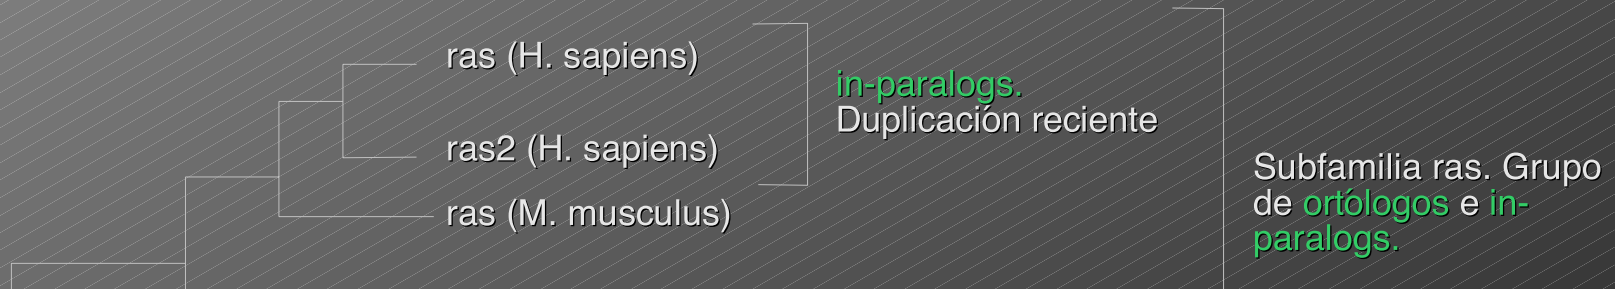 ras (H. sapiens)
in-paralogs.
Duplicación reciente
ras2 (H. sapiens)
ras (M. musculus)
Subfamilia ras. Grupo
de ortólogos e in-
paralogs.